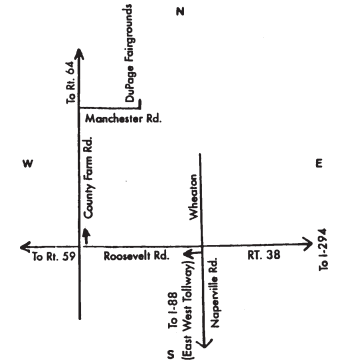 N
DuPage Fairgrounds
To Rt. 64
Manchester Rd.
County Farm Rd.
W
E
Wheaton
To Rt. 59
Roosevelt Rd.
RT. 38
To I-294
To I-88
(East West Tollway)
Naperville Rd.
S